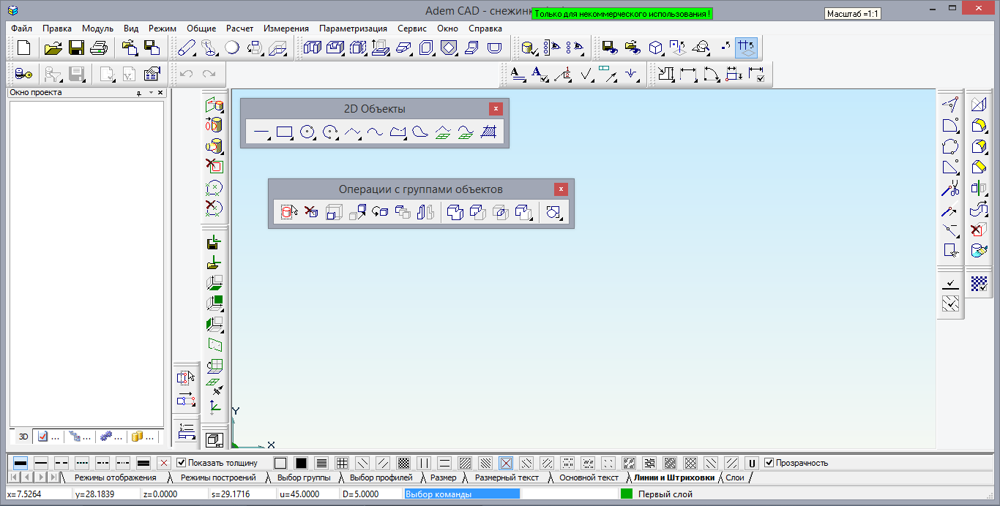 Adem CAD - снежин
Только для некоммерческого использования !
Масштаб =1:1
Файл Правка Модуль Вид Режим Общие Расчет Измерения Параметризация Сервис Окно Справка
Окно проекта
2D Объекты
Операции с группами объектов
Y
X
3D ... ... ... ...
Показать толщину
U
Прозрачность
Режимы отображения Режимы построений Выбор группы Выбор профилей Размер Размерный текст Основной текст Линии и Штриховки Слои
x=7.5264 y=28.1839 z=0.0000 s=29.1716 u=45.0000 D=5.0000 Выбор команды Первый слой